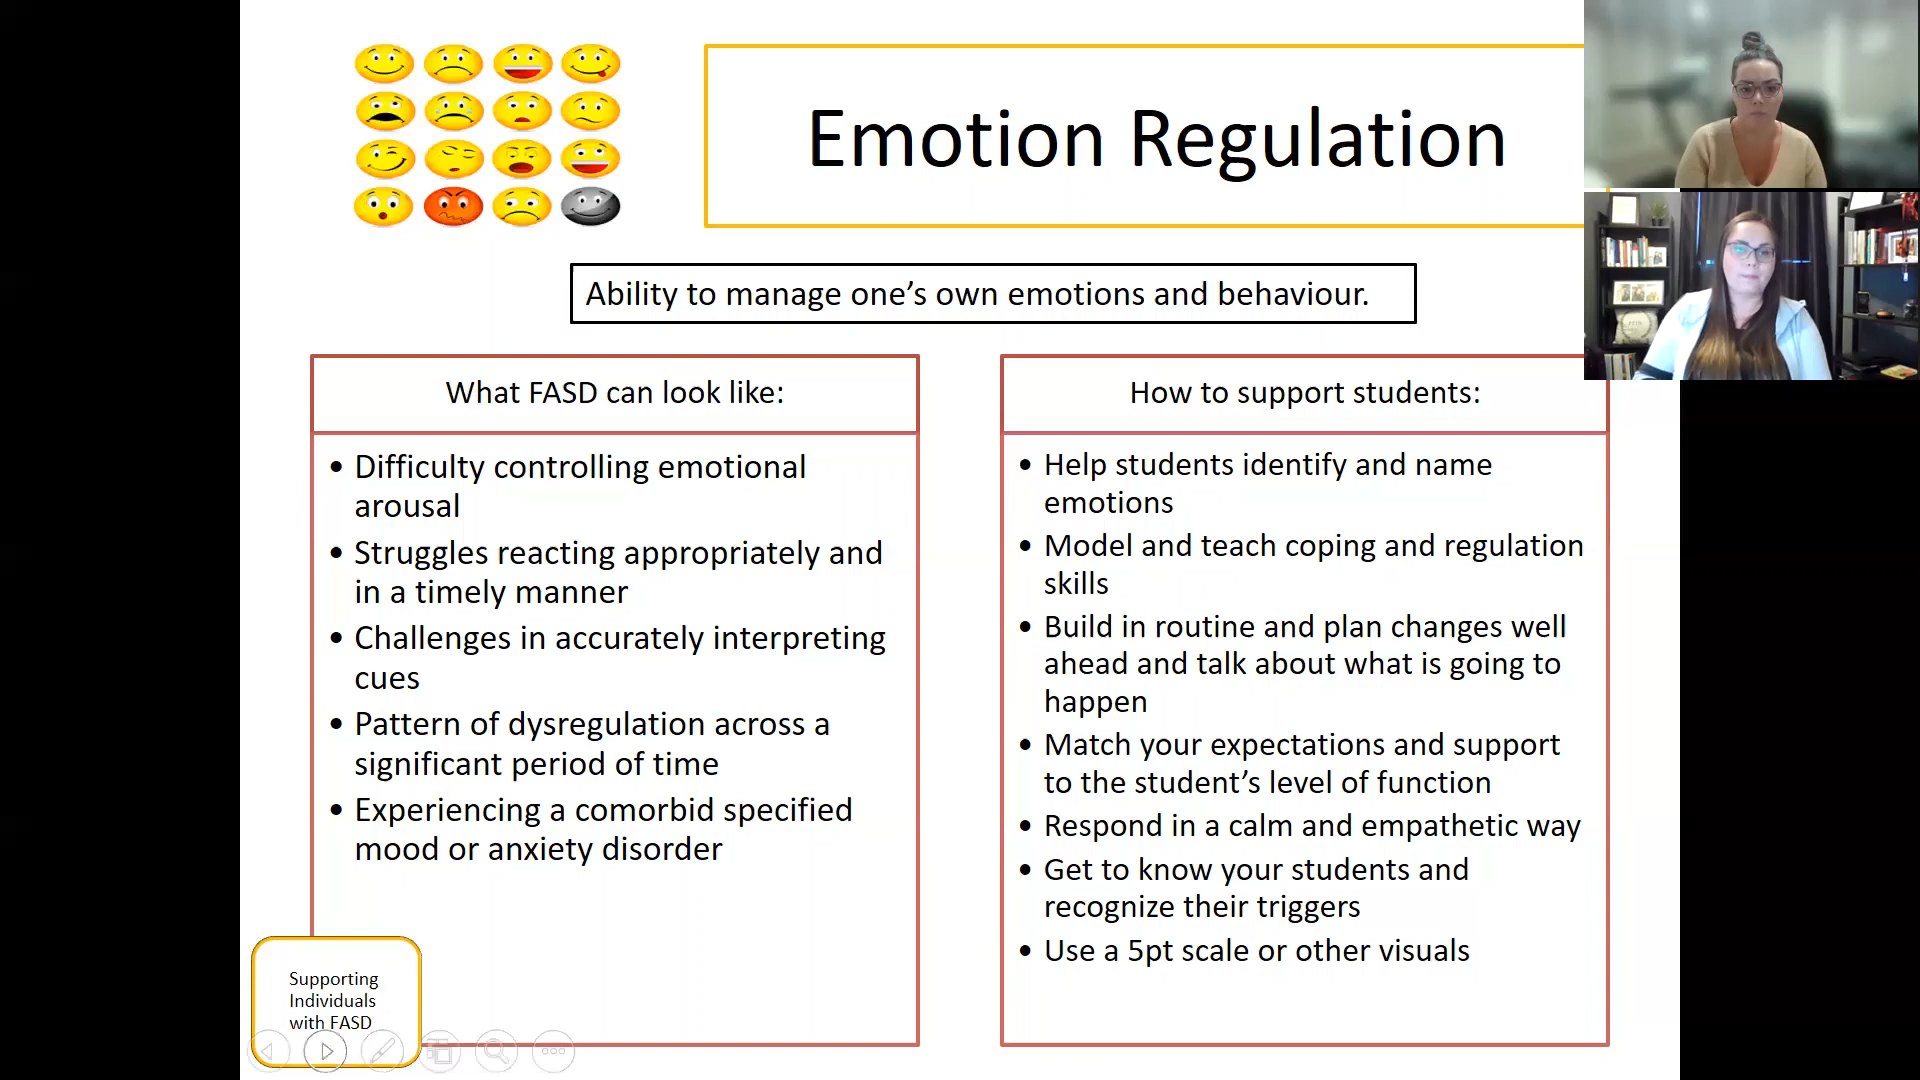 Emotion Regulation
Ability to manage one’s own emotions and behaviour.
What FASD can look like:
• Difficulty controlling emotional
arousal
• Struggles reacting appropriately and
in a timely manner
• Challenges in accurately interpreting
cues
• Pattern of dysregulation across a
significant period of time
• Experiencing a comorbid specified
mood or anxiety disorder
How to support students:
• Help students identify and name
emotions
• Model and teach coping and regulation
skills
• Build in routine and plan changes well
ahead and talk about what is going to
happen
• Match your expectations and support
to the student’s level of function
• Respond in a calm and empathetic way
• Get to know your students and
recognize their triggers
• Use a 5pt scale or other visuals
Supporting
Individuals
with FASD